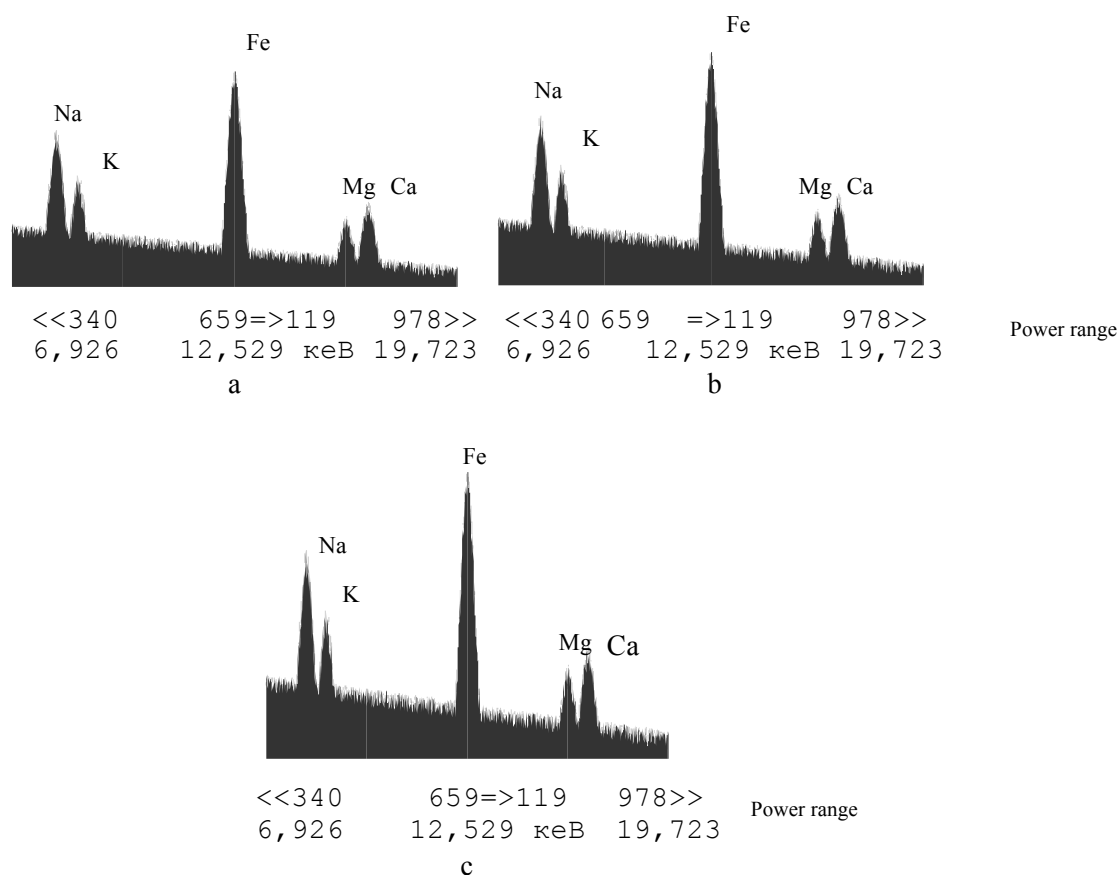 Fe
Na
K
Mg Ca
<<340 659=>119 978>>
6,926 12,529 кеВ 19,723
a
Fe
Na
K
Mg Ca
<<340 659 =>119 978>>
6,926 12,529 кеВ 19,723
b
Power range
Fe
Na
K
Mg Ca
<<340 659=>119 978>>
6,926 12,529 кеВ 19,723
Power range
c